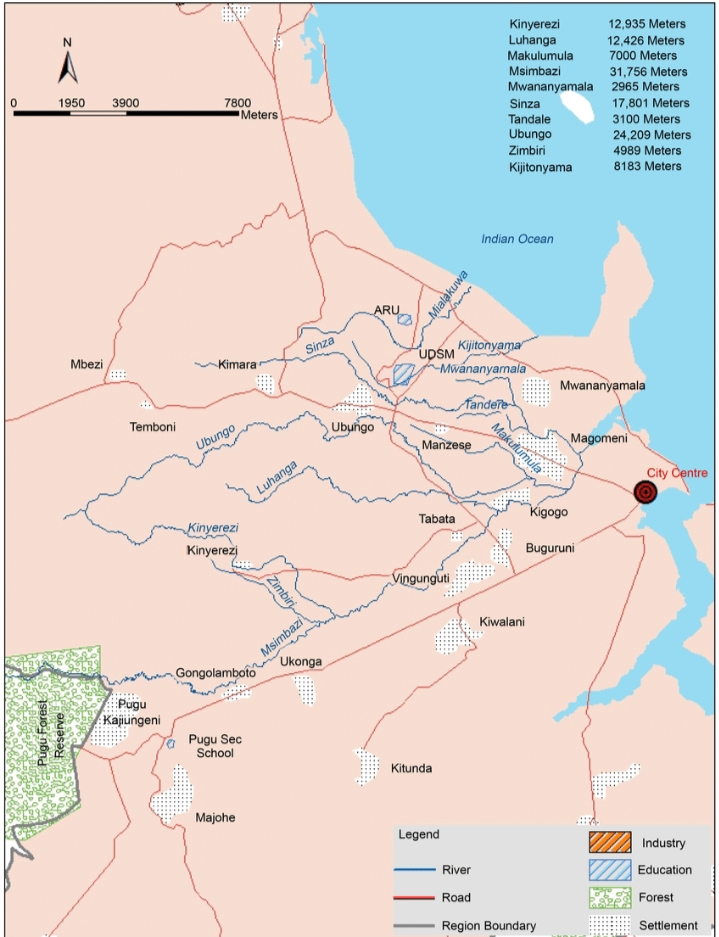 Kinyerezi 12,935 Meters
Luhanga 12,426 Meters
Makulumula 7000 Meters
Msimbazi 31,756 Meters
Mwananyamala 2965 Meters
Sinza 17,801 Meters
Tandale 3100 Meters
Ubungo 24,209 Meters
Zimbiri 4989 Meters
Kijitonyama 8183 Meters
N
0 1950 3900 7800
Meters
Indian Ocean
Mialakuwa
ARU
Sinza
Kijitonyama
UDSM
Mbezi
Kimara
Mwananyarnala
Mwananyamala
Tandere
Temboni
Ubungo
Ubungo
Manzese
Makulumula
Magomeni
Luhanga
City Centre
Tabata
Kigogo
Kinyerezi
Kinyerezi
Buguruni
Zimbiri
Vingunguti
Msimbazi
Kiwalani
Gongolamboto
Ukonga
Pugu Forest
Reserve
Pugu
Kajiungeni
Pugu Sec
School
Kitunda
Majohe
Legend
River
Road
Region Boundary
Industry
Education
Forest
Settlement